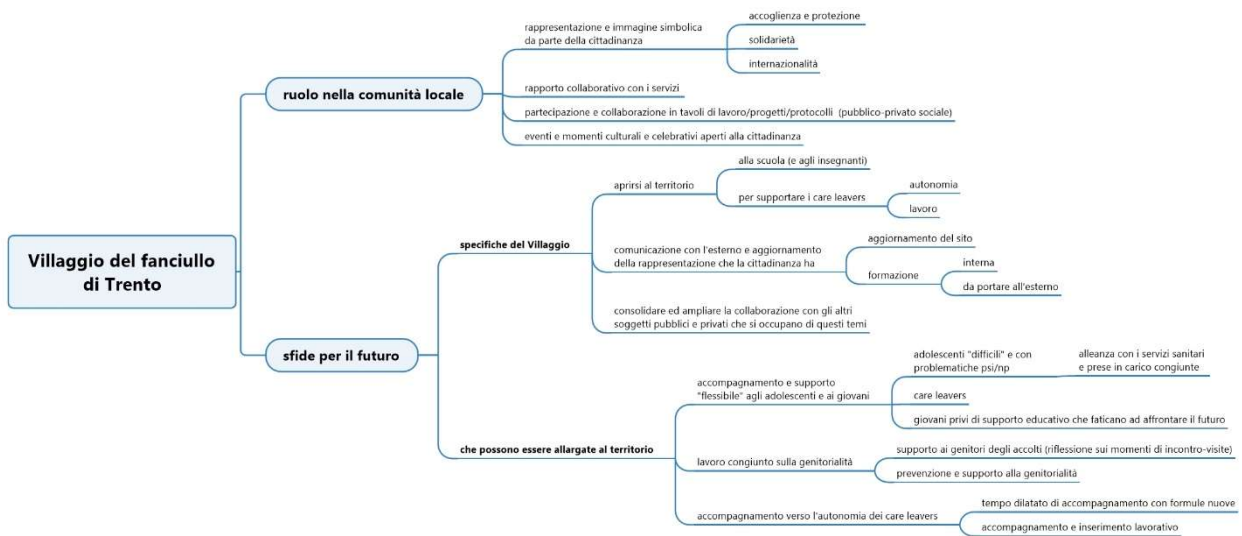 Villaggio del fanciullo
di Trento
ruolo nella comunità locale
rappresentazione e immagine simbolica
da parte della cittadinanza
accoglienza e protezione
solidarietà
internazionalità
rapporto collaborativo con i servizi
partecipazione e collaborazione in tavoli di lavoro/progetti/protocolli (pubblico-privato sociale)
eventi e momenti culturali e celebrativi aperti alla cittadinanza
sfide per il futuro
specifiche del Villaggio
aprirsi al territorio
alla scuola (e agli insegnanti)
per supportare i care leavers
autonomia
lavoro
comunicazione con l'esterno e aggiornamento
della rappresentazione che la cittadinanza ha
aggiornamento del sito
formazione
interna
da portare all'esterno
consolidare ed ampliare la collaborazione con gli altri
soggetti pubblici e privati che si occupano di questi temi
che possono essere allargate al territorio
accompagnamento e supporto
"flessibile" agli adolescenti e ai giovani
adolescenti "difficili" e con
problematiche psi/np
alleanza con i servizi sanitari
e prese in carico congiunte
care leavers
giovani privi di supporto educativo che faticano ad affrontare il futuro
lavoro congiunto sulla genitorialità
supporto ai genitori degli accolti (riflessione sui momenti di incontro-visite)
prevenzione e supporto alla genitorialità
accompagnamento verso l'autonomia dei care leavers
tempo dilatato di accompagnamento con formule nuove
accompagnamento e inserimento lavorativo